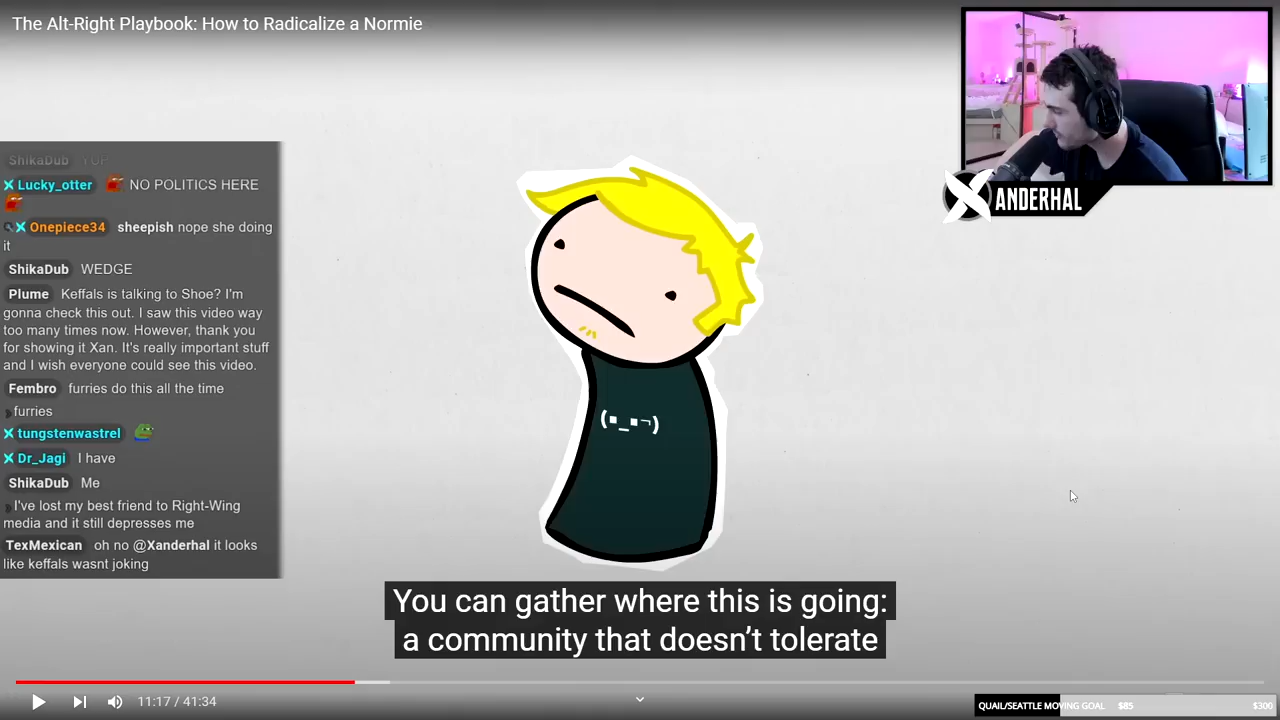 The Alt-Right Playbook: How to Radicalize a Normie
ShikaDub YUP
Lucky_otter NO POLITICS HERE
Onepiece34 sheepish nope she doing
it
ShikaDub WEDGE
Plume Keffals is talking to Shoe? I'm
gonna check this out. I saw this video way
too many times now. However, thank you
for showing it Xan. It's really important stuff
and I wish everyone could see this video.
Fembro furries do this all the time
furries
tungstenwastrel
Dr_Jagi I have
ShikaDub Me
I've lost my best friend to Right-Wing
media and it still depresses me
TexMexican oh no @Xanderhal it looks
like keffals wasnt joking
XANDERHAL
(▪_▪¬)
You can gather where this is going:
a community that doesn't tolerate
11:17 / 41:34
QUAIL/SEATTLE MOVING GOAL $85 $300